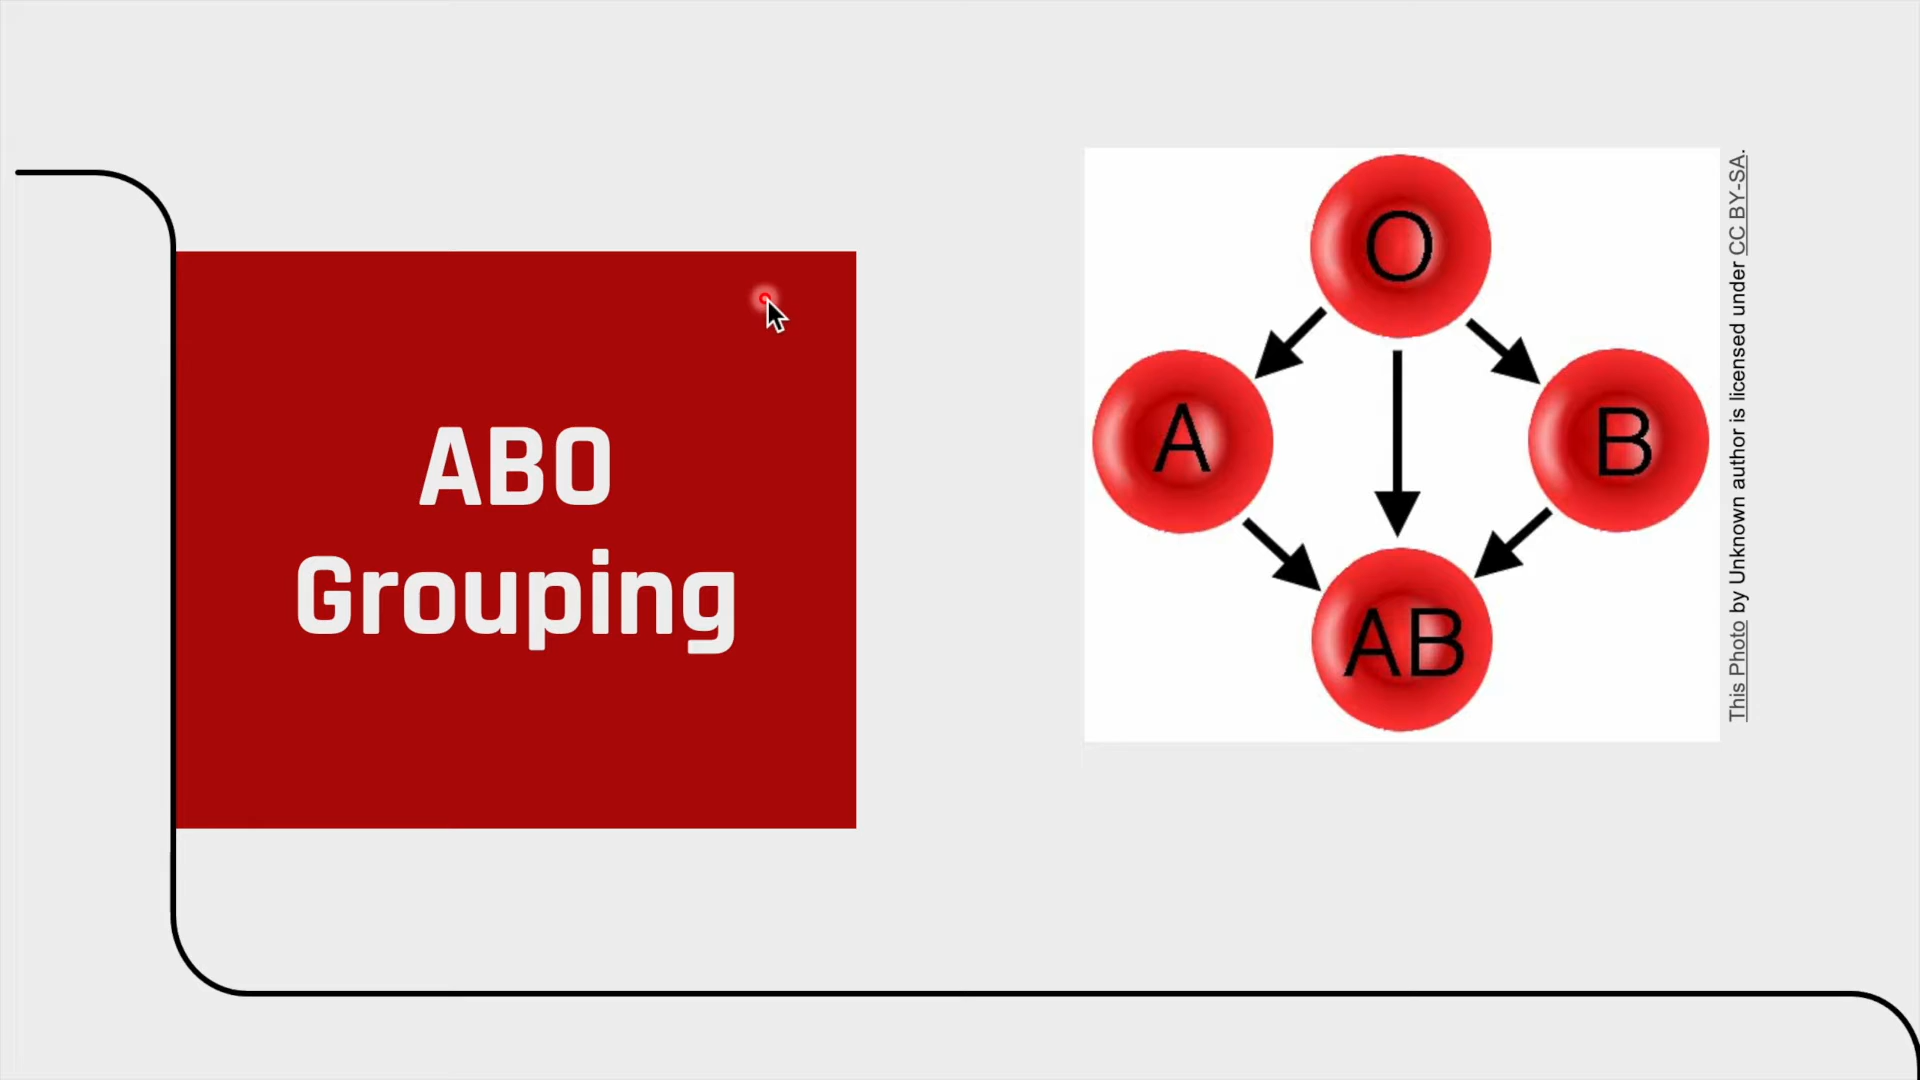 ABO
Grouping
O
A
B
AB
This Photo by Unknown author is licensed under CC BY-SA.